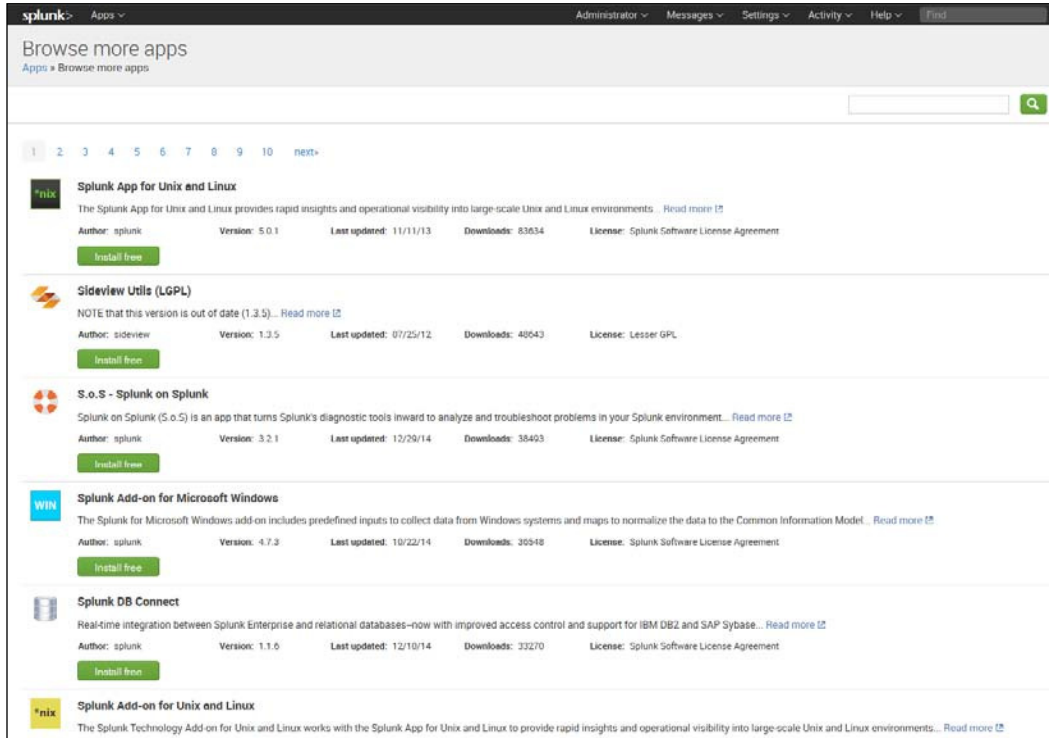 splunk> Apps Administrator Messages Settings Activity Help Find
Browse more apps
Apps » Browse more apps
1 2 3 4 5 6 7 8 9 10 next»
*nix
Splunk App for Unix and Linux
The Splunk App for Unix and Linux provides rapid insights and operational visibility into large-scale Unix and Linux environments... Read more
Author: splunk Version: 5.0.1 Last updated: 11/11/13 Downloads: 83634 License: Splunk Software License Agreement
Install free
Sideview Utils (LGPL)
NOTE that this version is out of date (1.3.5)... Read more
Author: sideview Version: 1.3.5 Last updated: 07/25/12 Downloads: 48643 License: Lesser GPL
Install free
S.o.S - Splunk on Splunk
Splunk on Splunk (S.o.S) is an app that turns Splunk's diagnostic tools inward to analyze and troubleshoot problems in your Splunk environment... Read more
Author: splunk Version: 3.2.1 Last updated: 12/29/14 Downloads: 38493 License: Splunk Software License Agreement
Install free
WIN
Splunk Add-on for Microsoft Windows
The Splunk for Microsoft Windows add-on includes predefined inputs to collect data from Windows systems and maps to normalize the data to the Common Information Model... Read more
Author: splunk Version: 4.7.3 Last updated: 10/22/14 Downloads: 36548 License: Splunk Software License Agreement
Install free
Splunk DB Connect
Real-time integration between Splunk Enterprise and relational databases–now with improved access control and support for IBM DB2 and SAP Sybase... Read more
Author: splunk Version: 1.1.6 Last updated: 12/10/14 Downloads: 33270 License: Splunk Software License Agreement
Install free
*nix
Splunk Add-on for Unix and Linux
The Splunk Technology Add-on for Unix and Linux works with the Splunk App for Unix and Linux to provide rapid insights and operational visibility into large-scale Unix and Linux environments... Read more